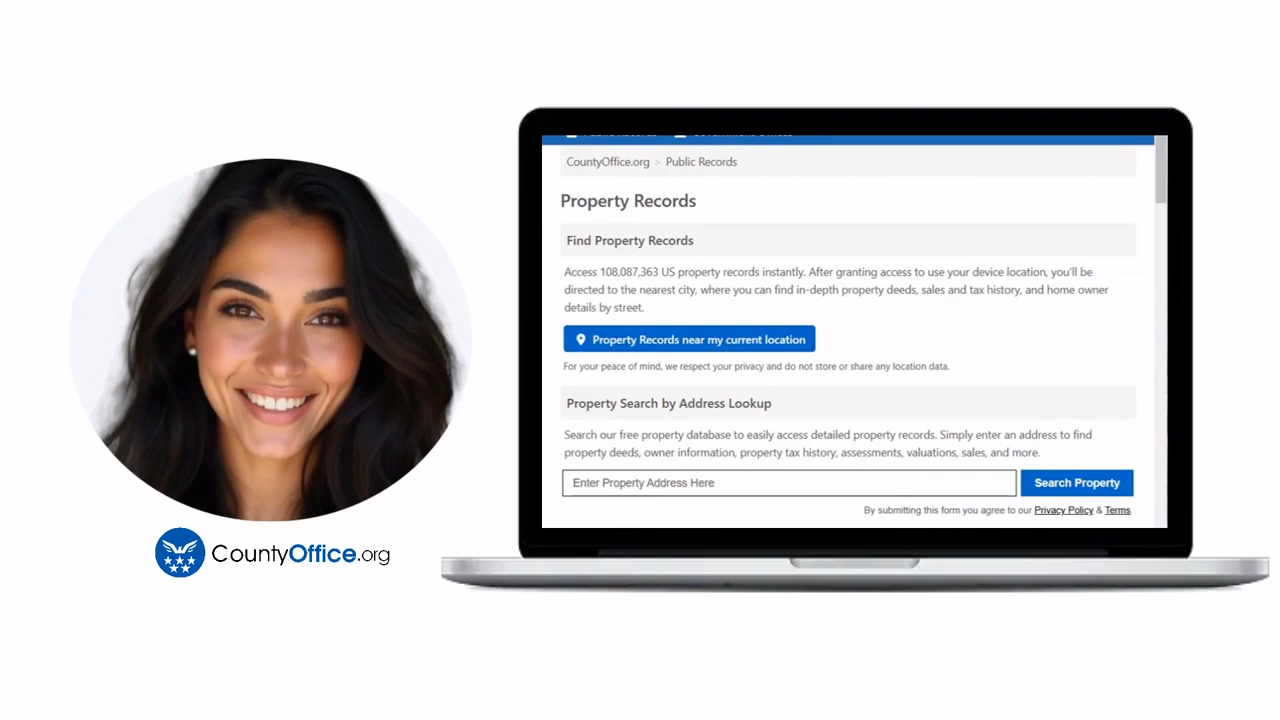 CountyOffice.org > Public Records
Property Records
Find Property Records
Access 108,087,363 US property records instantly. After granting access to use your device location, you'll be
directed to the nearest city, where you can find in-depth property deeds, sales and tax history, and home owner
details by street.
Property Records near my current location
For your peace of mind, we respect your privacy and do not store or share any location data.
Property Search by Address Lookup
Search our free property database to easily access detailed property records. Simply enter an address to find
property deeds, owner information, property tax history, assessments, valuations, sales, and more.
Enter Property Address Here
Search Property
By submitting this form you agree to our Privacy Policy & Terms.
CountyOffice.org